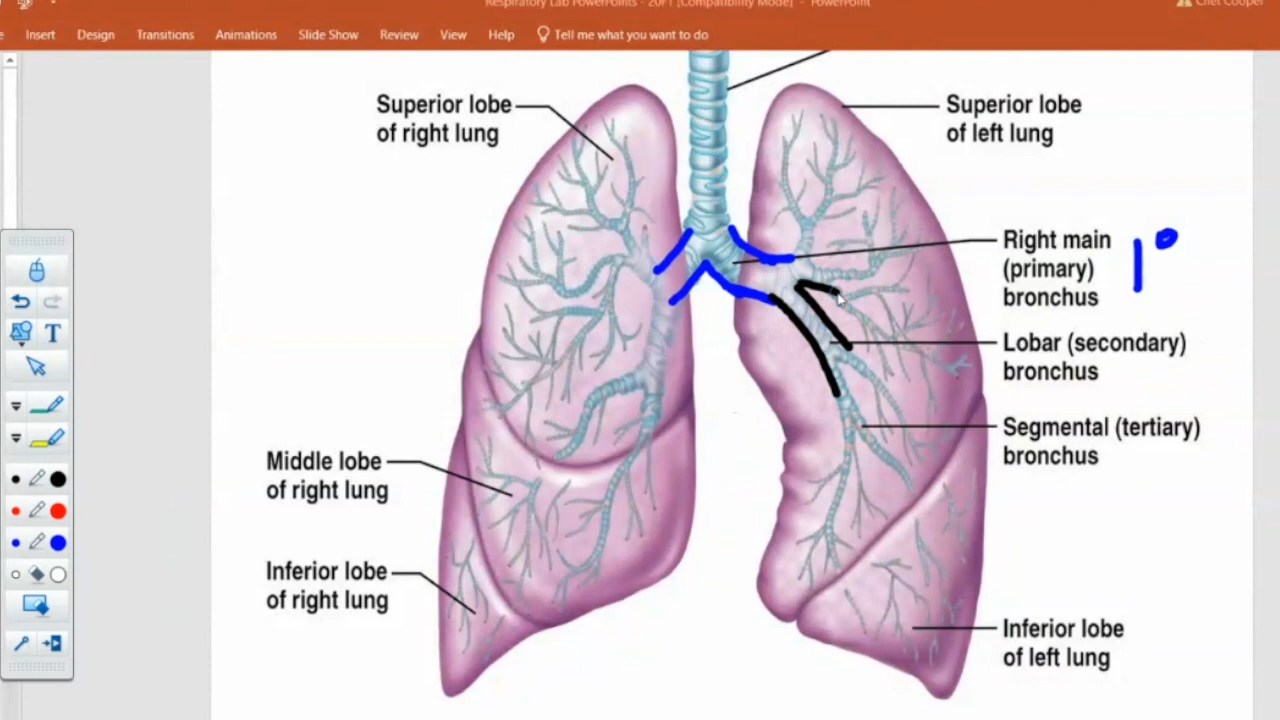 Respiratory Lab PowerPoints - 20F1 [Compatibility Mode] - PowerPoint
Chet Cooper
Insert Design Transitions Animations Slide Show Review View Help Tell me what you want to do
Superior lobe
of right lung
Superior lobe
of left lung
Right main
(primary)
bronchus
1°
Lobar (secondary)
bronchus
Segmental (tertiary)
bronchus
Middle lobe
of right lung
Inferior lobe
of right lung
Inferior lobe
of left lung
T